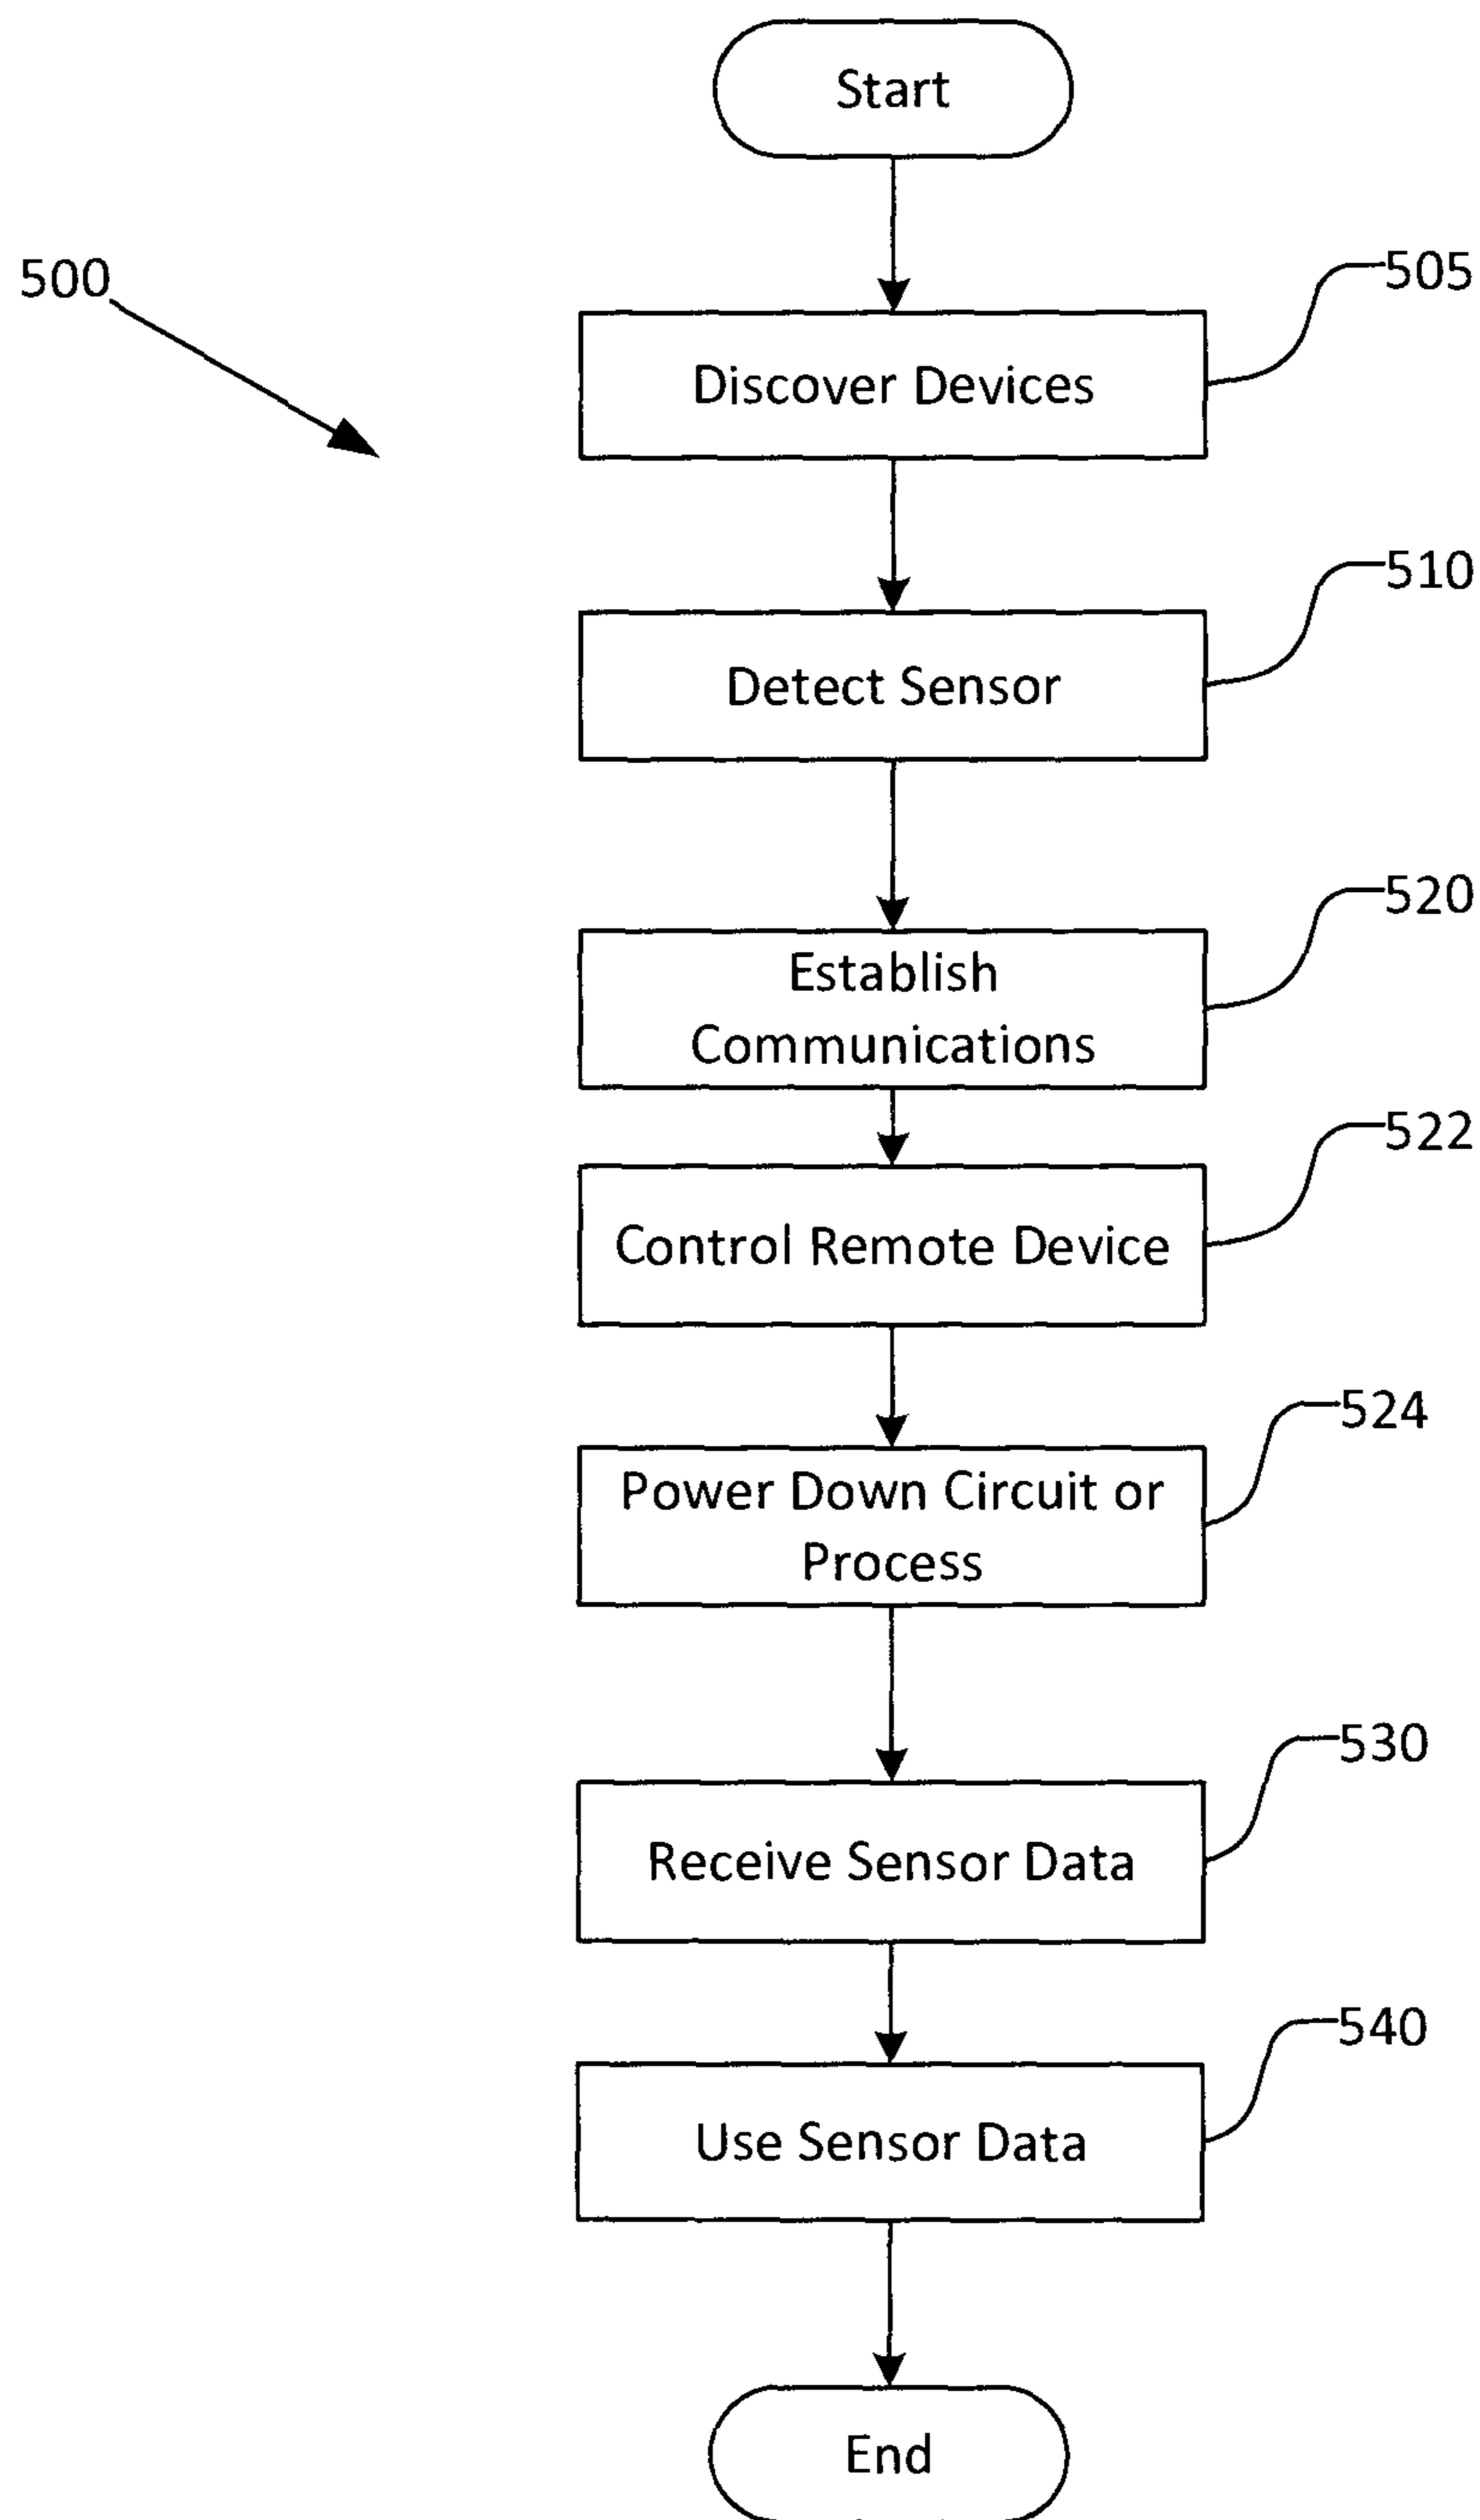 Start
500
505
Discover Devices
510
Detect Sensor
520
Establish
Communications
522
Control Remote Device
524
Power Down Circuit or
Process
530
Receive Sensor Data
540
Use Sensor Data
End